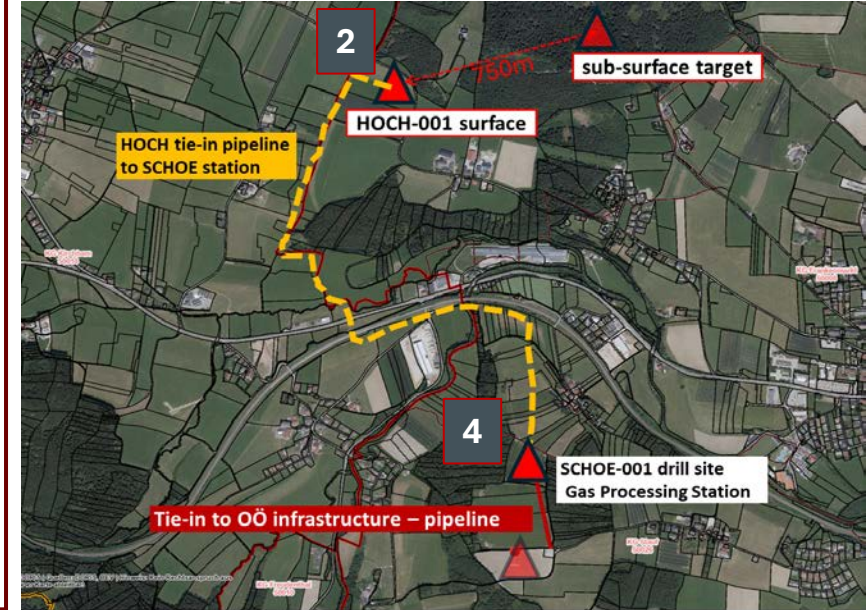 2
750m
sub-surface target
HOCH-001 surface
HOCH tie-in pipeline
to SCHOE station
4
SCHOE-001 drill site
Gas Processing Station
Tie-in to OÖ infrastructure – pipeline